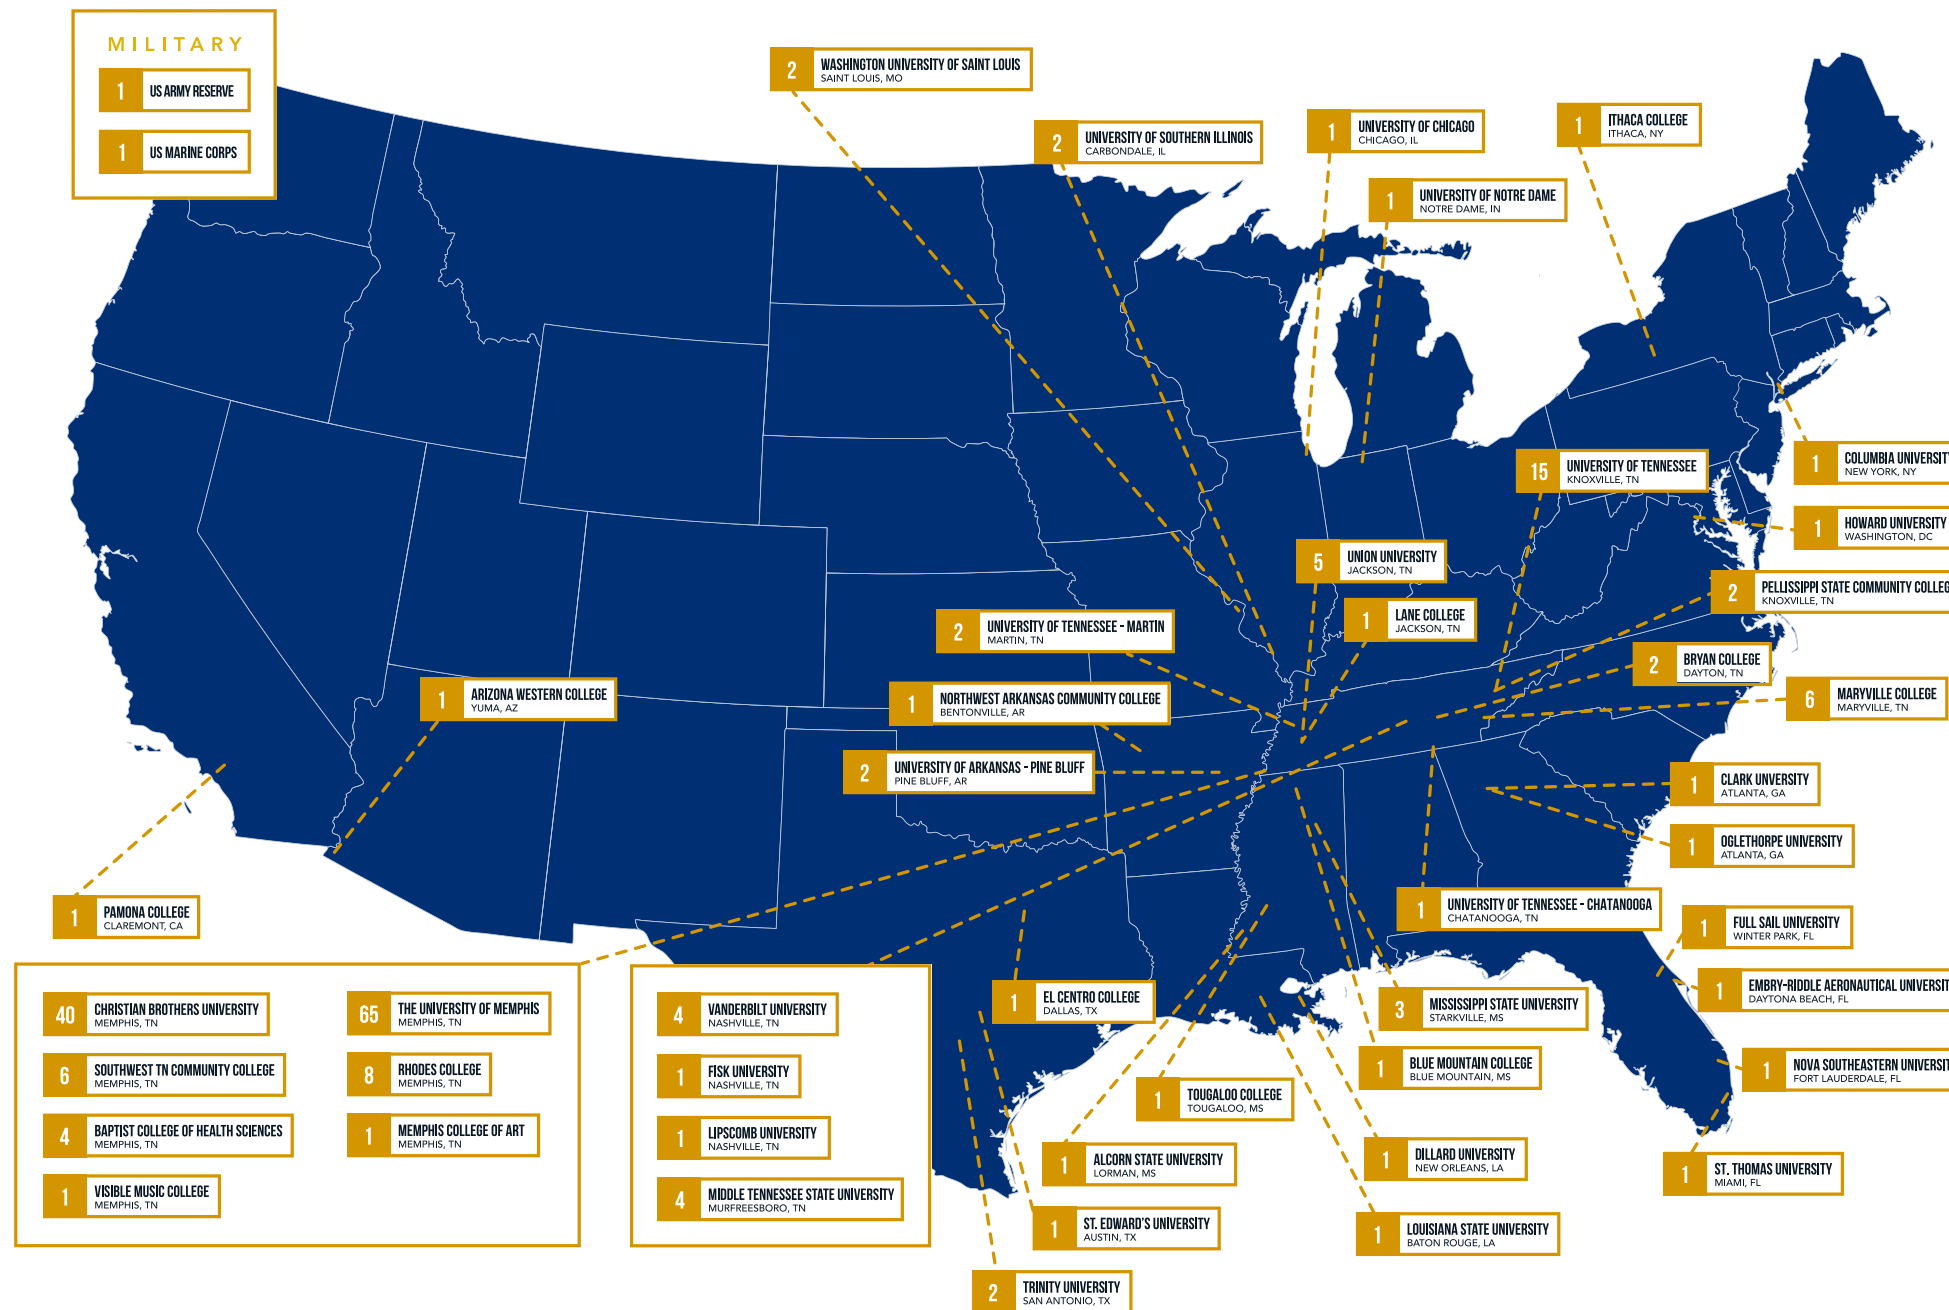 MILITARY
1 US ARMY RESERVE
1 US MARINE CORPS
2 WASHINGTON UNIVERSITY OF SAINT LOUIS
SAINT LOUIS, MO
2 UNIVERSITY OF SOUTHERN ILLINOIS
CARBONDALE, IL
1 UNIVERSITY OF CHICAGO
CHICAGO, IL
1 ITHACA COLLEGE
ITHACA, NY
1 UNIVERSITY OF NOTRE DAME
NOTRE DAME, IN
1 COLUMBIA UNIVERSITY
NEW YORK, NY
15 UNIVERSITY OF TENNESSEE
KNOXVILLE, TN
1 HOWARD UNIVERSITY
WASHINGTON, DC
5 UNION UNIVERSITY
JACKSON, TN
2 PELLISSIPPI STATE COMMUNITY COLLEG
KNOXVILLE, TN
1 LANE COLLEGE
JACKSON, TN
2 UNIVERSITY OF TENNESSEE - MARTIN
MARTIN, TN
2 BRYAN COLLEGE
DAYTON, TN
1 ARIZONA WESTERN COLLEGE
YUMA, AZ
1 NORTHWEST ARKANSAS COMMUNITY COLLEGE
BENTONVILLE, AR
6 MARYVILLE COLLEGE
MARYVILLE, TN
2 UNIVERSITY OF ARKANSAS - PINE BLUFF
PINE BLUFF, AR
1 CLARK UNVERSITY
ATLANTA, GA
1 OGLETHORPE UNIVERSITY
ATLANTA, GA
1 PAMONA COLLEGE
CLAREMONT, CA
1 UNIVERSITY OF TENNESSEE - CHATANOOGA
CHATANOOGA, TN
1 FULL SAIL UNIVERSITY
WINTER PARK, FL
1 EMBRY-RIDDLE AERONAUTICAL UNIVERSIT
DAYTONA BEACH, FL
1 NOVA SOUTHEASTERN UNIVERSIT
FORT LAUDERDALE, FL
1 ST. THOMAS UNIVERSITY
MIAMI, FL
40 CHRISTIAN BROTHERS UNIVERSITY
MEMPHIS, TN
6 SOUTHWEST TN COMMUNITY COLLEGE
MEMPHIS, TN
4 BAPTIST COLLEGE OF HEALTH SCIENCES
MEMPHIS, TN
1 VISIBLE MUSIC COLLEGE
MEMPHIS, TN
65 THE UNIVERSITY OF MEMPHIS
MEMPHIS, TN
8 RHODES COLLEGE
MEMPHIS, TN
1 MEMPHIS COLLEGE OF ART
MEMPHIS, TN
4 VANDERBILT UNIVERSITY
NASHVILLE, TN
1 FISK UNIVERSITY
NASHVILLE, TN
1 LIPSCOMB UNIVERSITY
NASHVILLE, TN
4 MIDDLE TENNESSEE STATE UNIVERSITY
MURFREESBORO, TN
1 EL CENTRO COLLEGE
DALLAS, TX
3 MISSISSIPPI STATE UNIVERSITY
STARKVILLE, MS
1 BLUE MOUNTAIN COLLEGE
BLUE MOUNTAIN, MS
1 TOUGALOO COLLEGE
TOUGALOO, MS
1 ALCORN STATE UNIVERSITY
LORMAN, MS
1 DILLARD UNIVERSITY
NEW ORLEANS, LA
1 ST. EDWARD'S UNIVERSITY
AUSTIN, TX
1 LOUISIANA STATE UNIVERSITY
BATON ROUGE, LA
2 TRINITY UNIVERSITY
SAN ANTONIO, TX